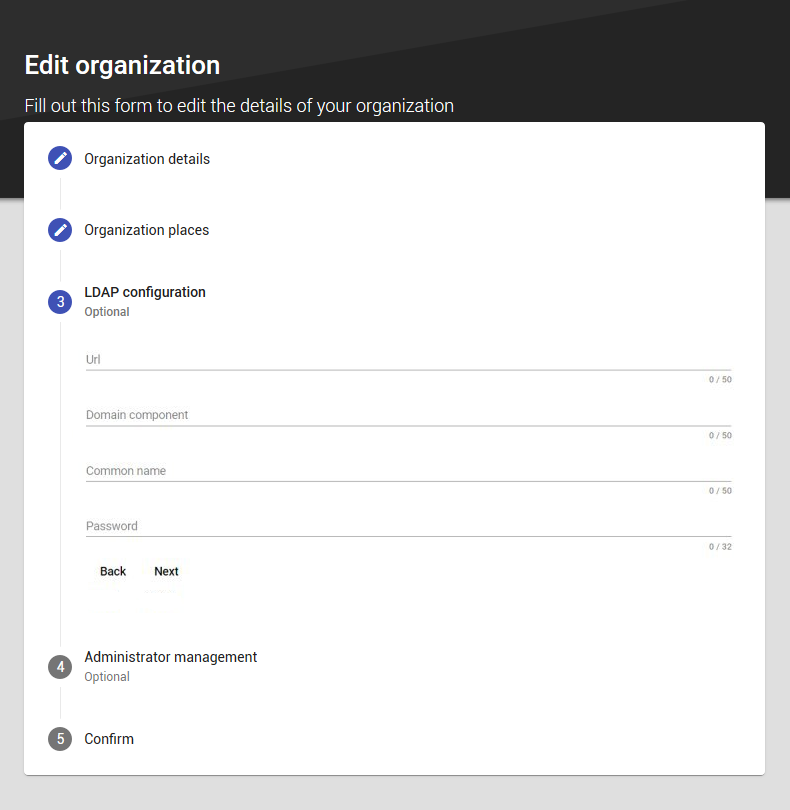 Edit organization
Fill out this form to edit the details of your organization
Organization details
Organization places
3
LDAP configuration
Optional
Url
0 / 50
Domain component
0 / 50
Common name
0 / 50
Password
0 / 32
Back Next
4
Administrator management
Optional
5
Confirm